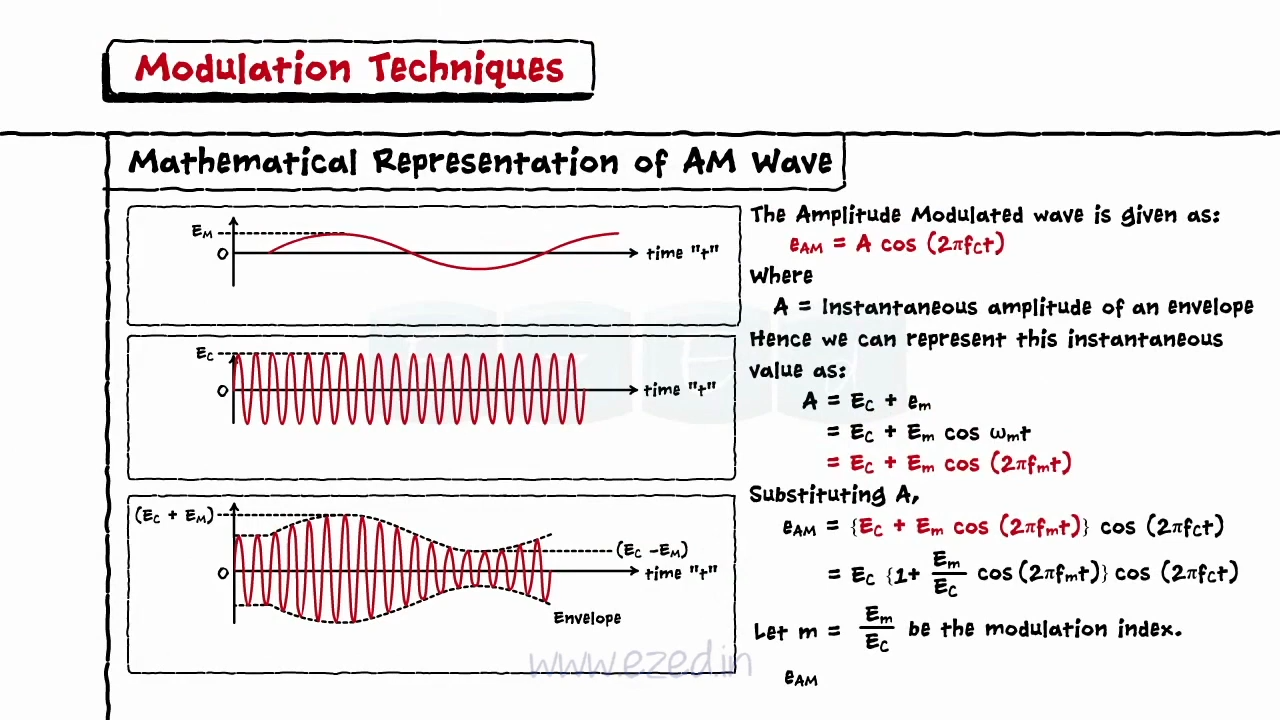 Modulation Techniques
Mathematical Representation of AM Wave
E_M
0
time "t"
E_C
0
time "t"
(E_C + E_M)
(E_C -E_M)
0
time "t"
Envelope
The Amplitude Modulated wave is given as:
e_AM = A cos (2πf_Ct)
Where
A = Instantaneous amplitude of an envelope
Hence we can represent this instantaneous
value as:
A = E_C + e_m
= E_C + E_m cos ω_mt
= E_C + E_m cos (2πf_mt)
Substituting A,
e_AM = {E_C + E_m cos (2πf_mt)} cos (2πf_Ct)
= E_C {1+ E_m/E_C cos (2πf_mt)} cos (2πf_Ct)
Let m = E_m/E_C be the modulation index.
e_AM
www.ezed.in